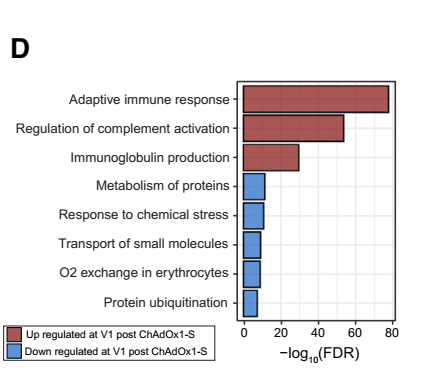 D
Adaptive immune response
Regulation of complement activation
Immunoglobulin production
Metabolism of proteins
Response to chemical stress
Transport of small molecules
O2 exchange in erythrocytes
Protein ubiquitination
0 20 40 60 80
−log10(FDR)
Up regulated at V1 post ChAdOx1-S
Down regulated at V1 post ChAdOx1-S